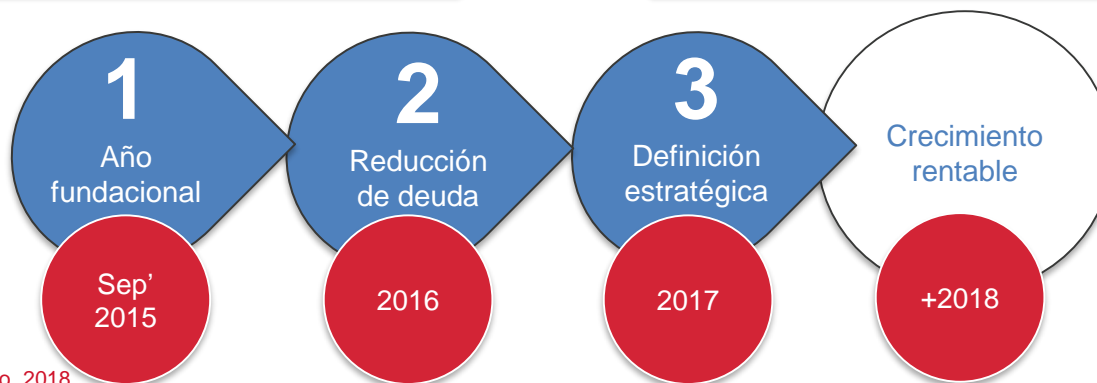 1
Año
fundacional
Sep’
2015
2
Reducción
de deuda
2016
3
Definición
estratégica
2017
Crecimiento
rentable
+2018
2018